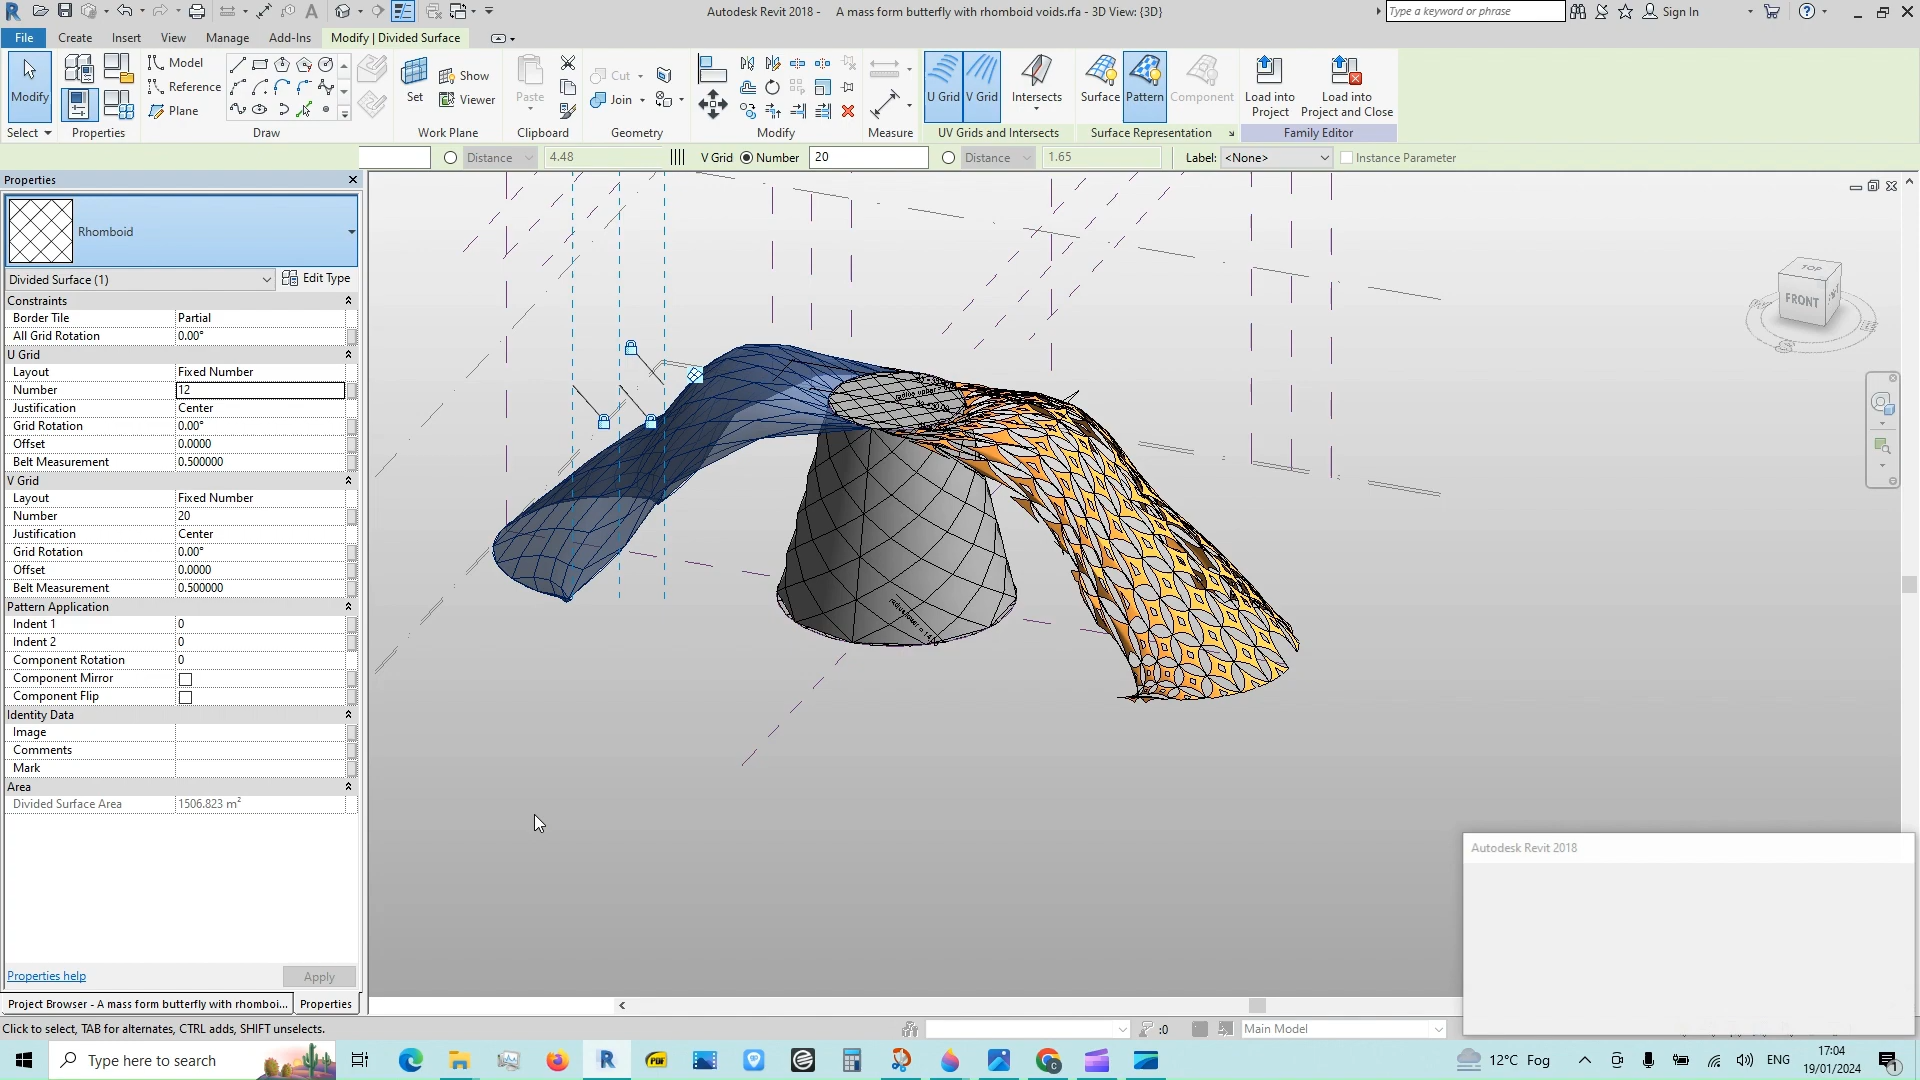 Autodesk Revit 2018 - A mass form butterfly with rhomboid voids.rfa - 3D View: {3D}
Type a keyword or phrase
Sign In
File Create Insert View Manage Add-Ins Modify | Divided Surface
Modify
Model
Reference
Plane
Set
Show
Viewer
Paste
Cut
Join
U Grid
V Grid
Intersects
Surface
Pattern
Component
Load into
Project
Load into
Project and Close
Select
Properties
Draw
Work Plane
Clipboard
Geometry
Modify
Measure
UV Grids and Intersects
Surface Representation
Family Editor
Distance
4.48
V Grid
Number
20
Distance
1.65
Label:
<None>
Instance Parameter
Properties
Rhomboid
Divided Surface (1)
Edit Type
Constraints
Border Tile Partial
All Grid Rotation 0.00°
U Grid
Layout Fixed Number
Number 12
Justification Center
Grid Rotation 0.00°
Offset 0.0000
Belt Measurement 0.500000
V Grid
Layout Fixed Number
Number 20
Justification Center
Grid Rotation 0.00°
Offset 0.0000
Belt Measurement 0.500000
Pattern Application
Indent 1 0
Indent 2 0
Component Rotation 0
Component Mirror
Component Flip
Identity Data
Image
Comments
Mark
Area
Divided Surface Area 1506.823 m²
TOP
FRONT
Autodesk Revit 2018
Properties help
Apply
Project Browser - A mass form butterfly with rhomboi...
Properties
Click to select, TAB for alternates, CTRL adds, SHIFT unselects.
:0
Main Model
Type here to search
12°C Fog
ENG
17:04
19/01/2024